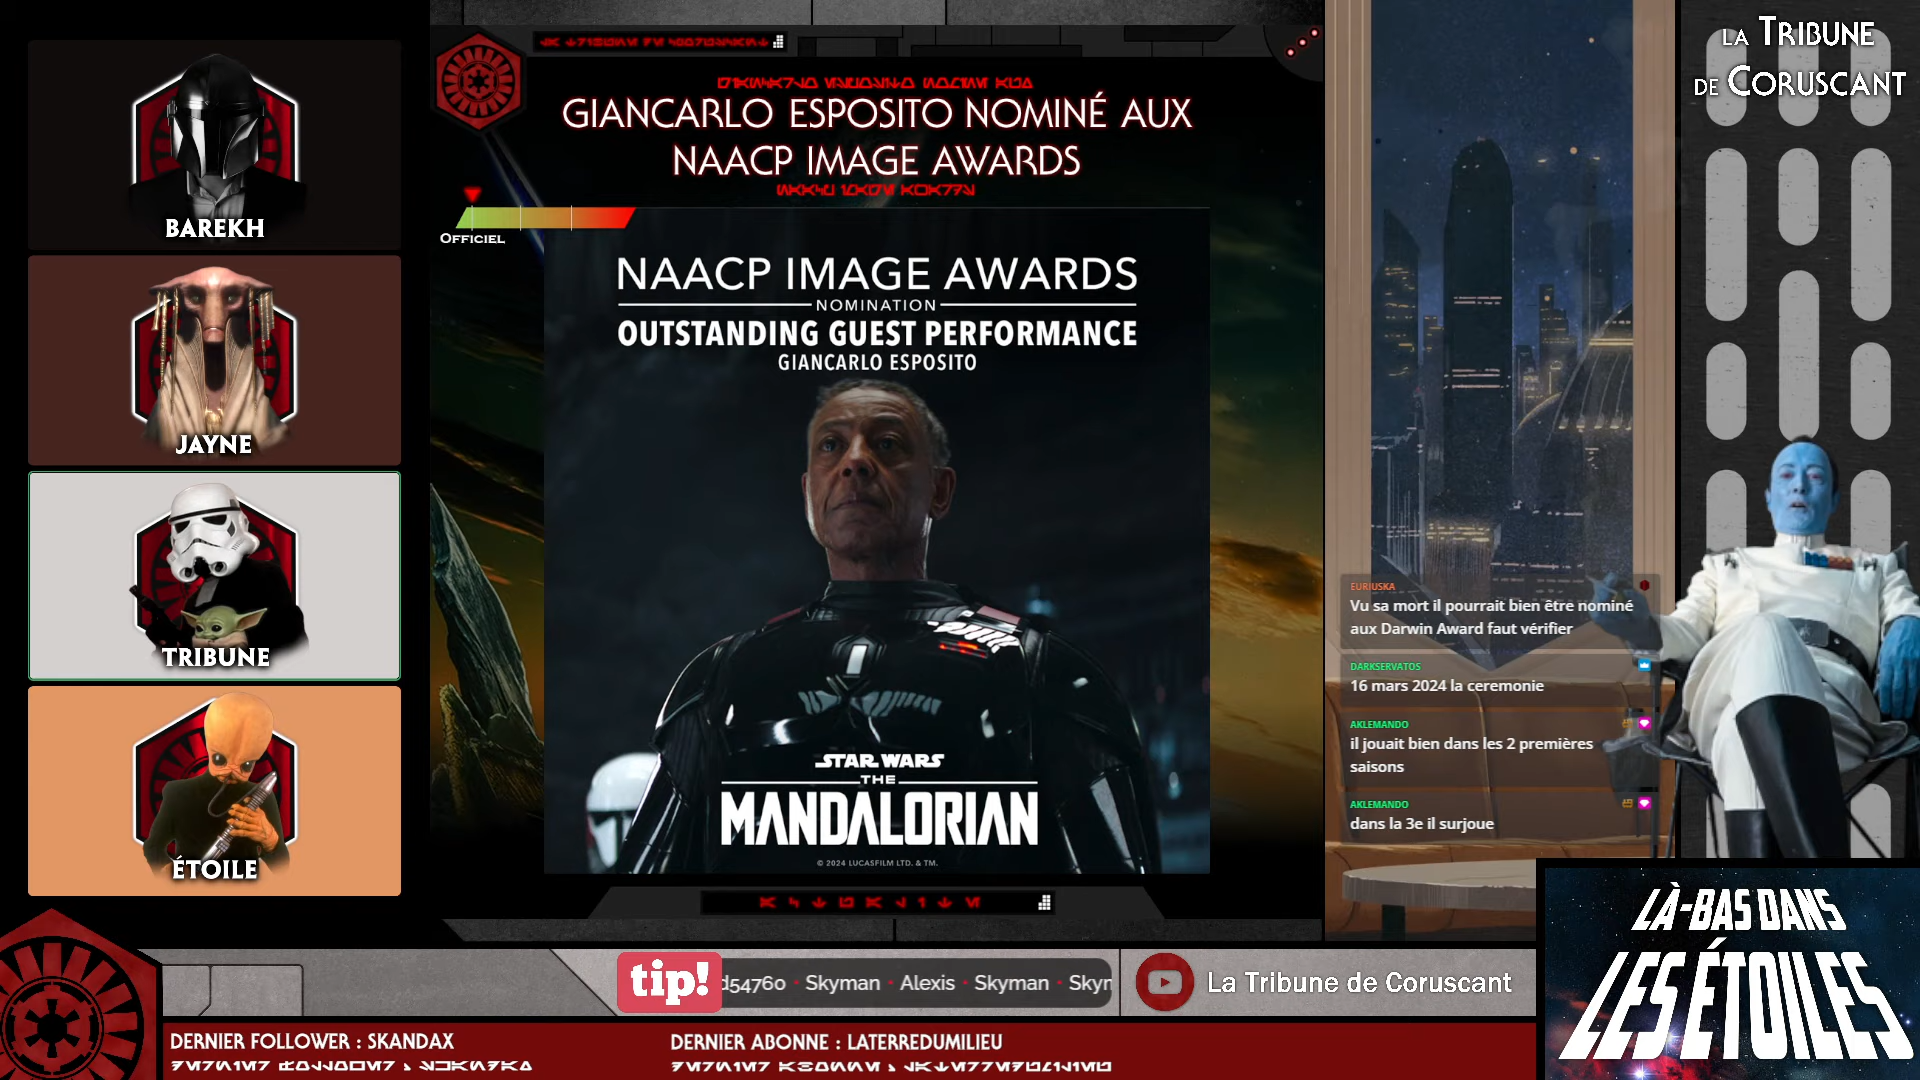 BAREKH
JAYNE
TRIBUNE
ÉTOILE
GIANCARLO ESPOSITO NOMINÉ AUX
NAACP IMAGE AWARDS
OFFICIEL
NAACP IMAGE AWARDS
NOMINATION
OUTSTANDING GUEST PERFORMANCE
GIANCARLO ESPOSITO
STAR WARS
THE
MANDALORIAN
© 2024 LUCASFILM LTD. & TM.
LA TRIBUNE
DE CORUSCANT
EURIUSKA
Vu sa mort il pourrait bien être nominé
aux Darwin Award faut vérifier
DARKSERVATOS
16 mars 2024 la ceremonie
AKLEMANDO
il jouait bien dans les 2 premières
saisons
AKLEMANDO
dans la 3e il surjoue
LÀ-BAS DANS
LES ÉTOILES
tip!
d54760 • Skyman • Alexis • Skyman • Skyr
La Tribune de Coruscant
DERNIER FOLLOWER : SKANDAX
DERNIER ABONNE : LATERREDUMILIEU